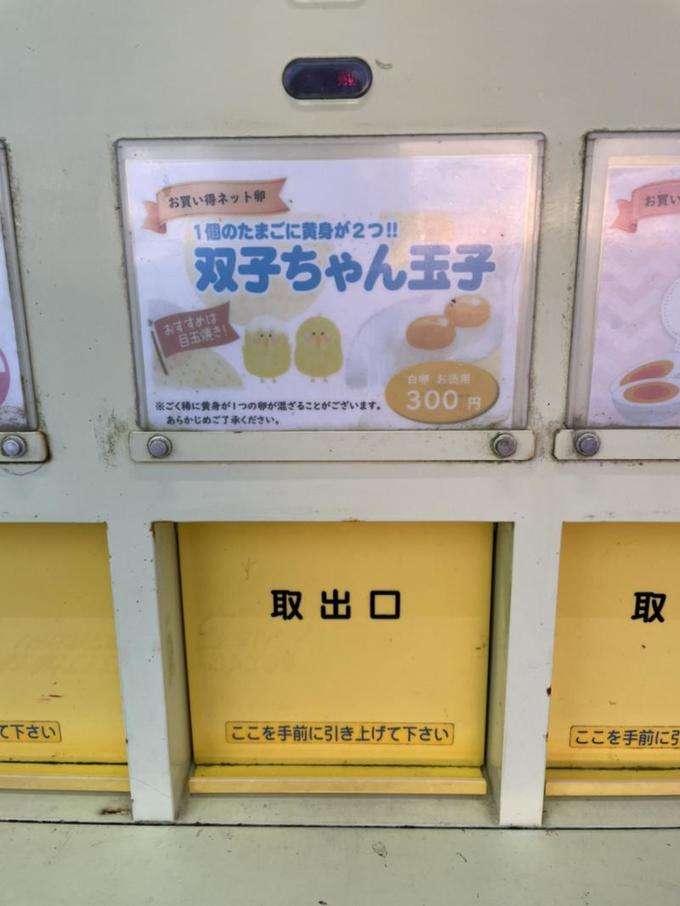 お買い得ネット卵
1個のたまごに黄身が2つ!!
双子ちゃん玉子
おすすめは
目玉焼き!
白卵 お徳用
300円
※ごく稀に黄身が1つの卵が混ざることがございます。
あらかじめご了承ください。
お買い
取出口
取
て下さい
ここを手前に引き上げて下さい
ここを手前に引